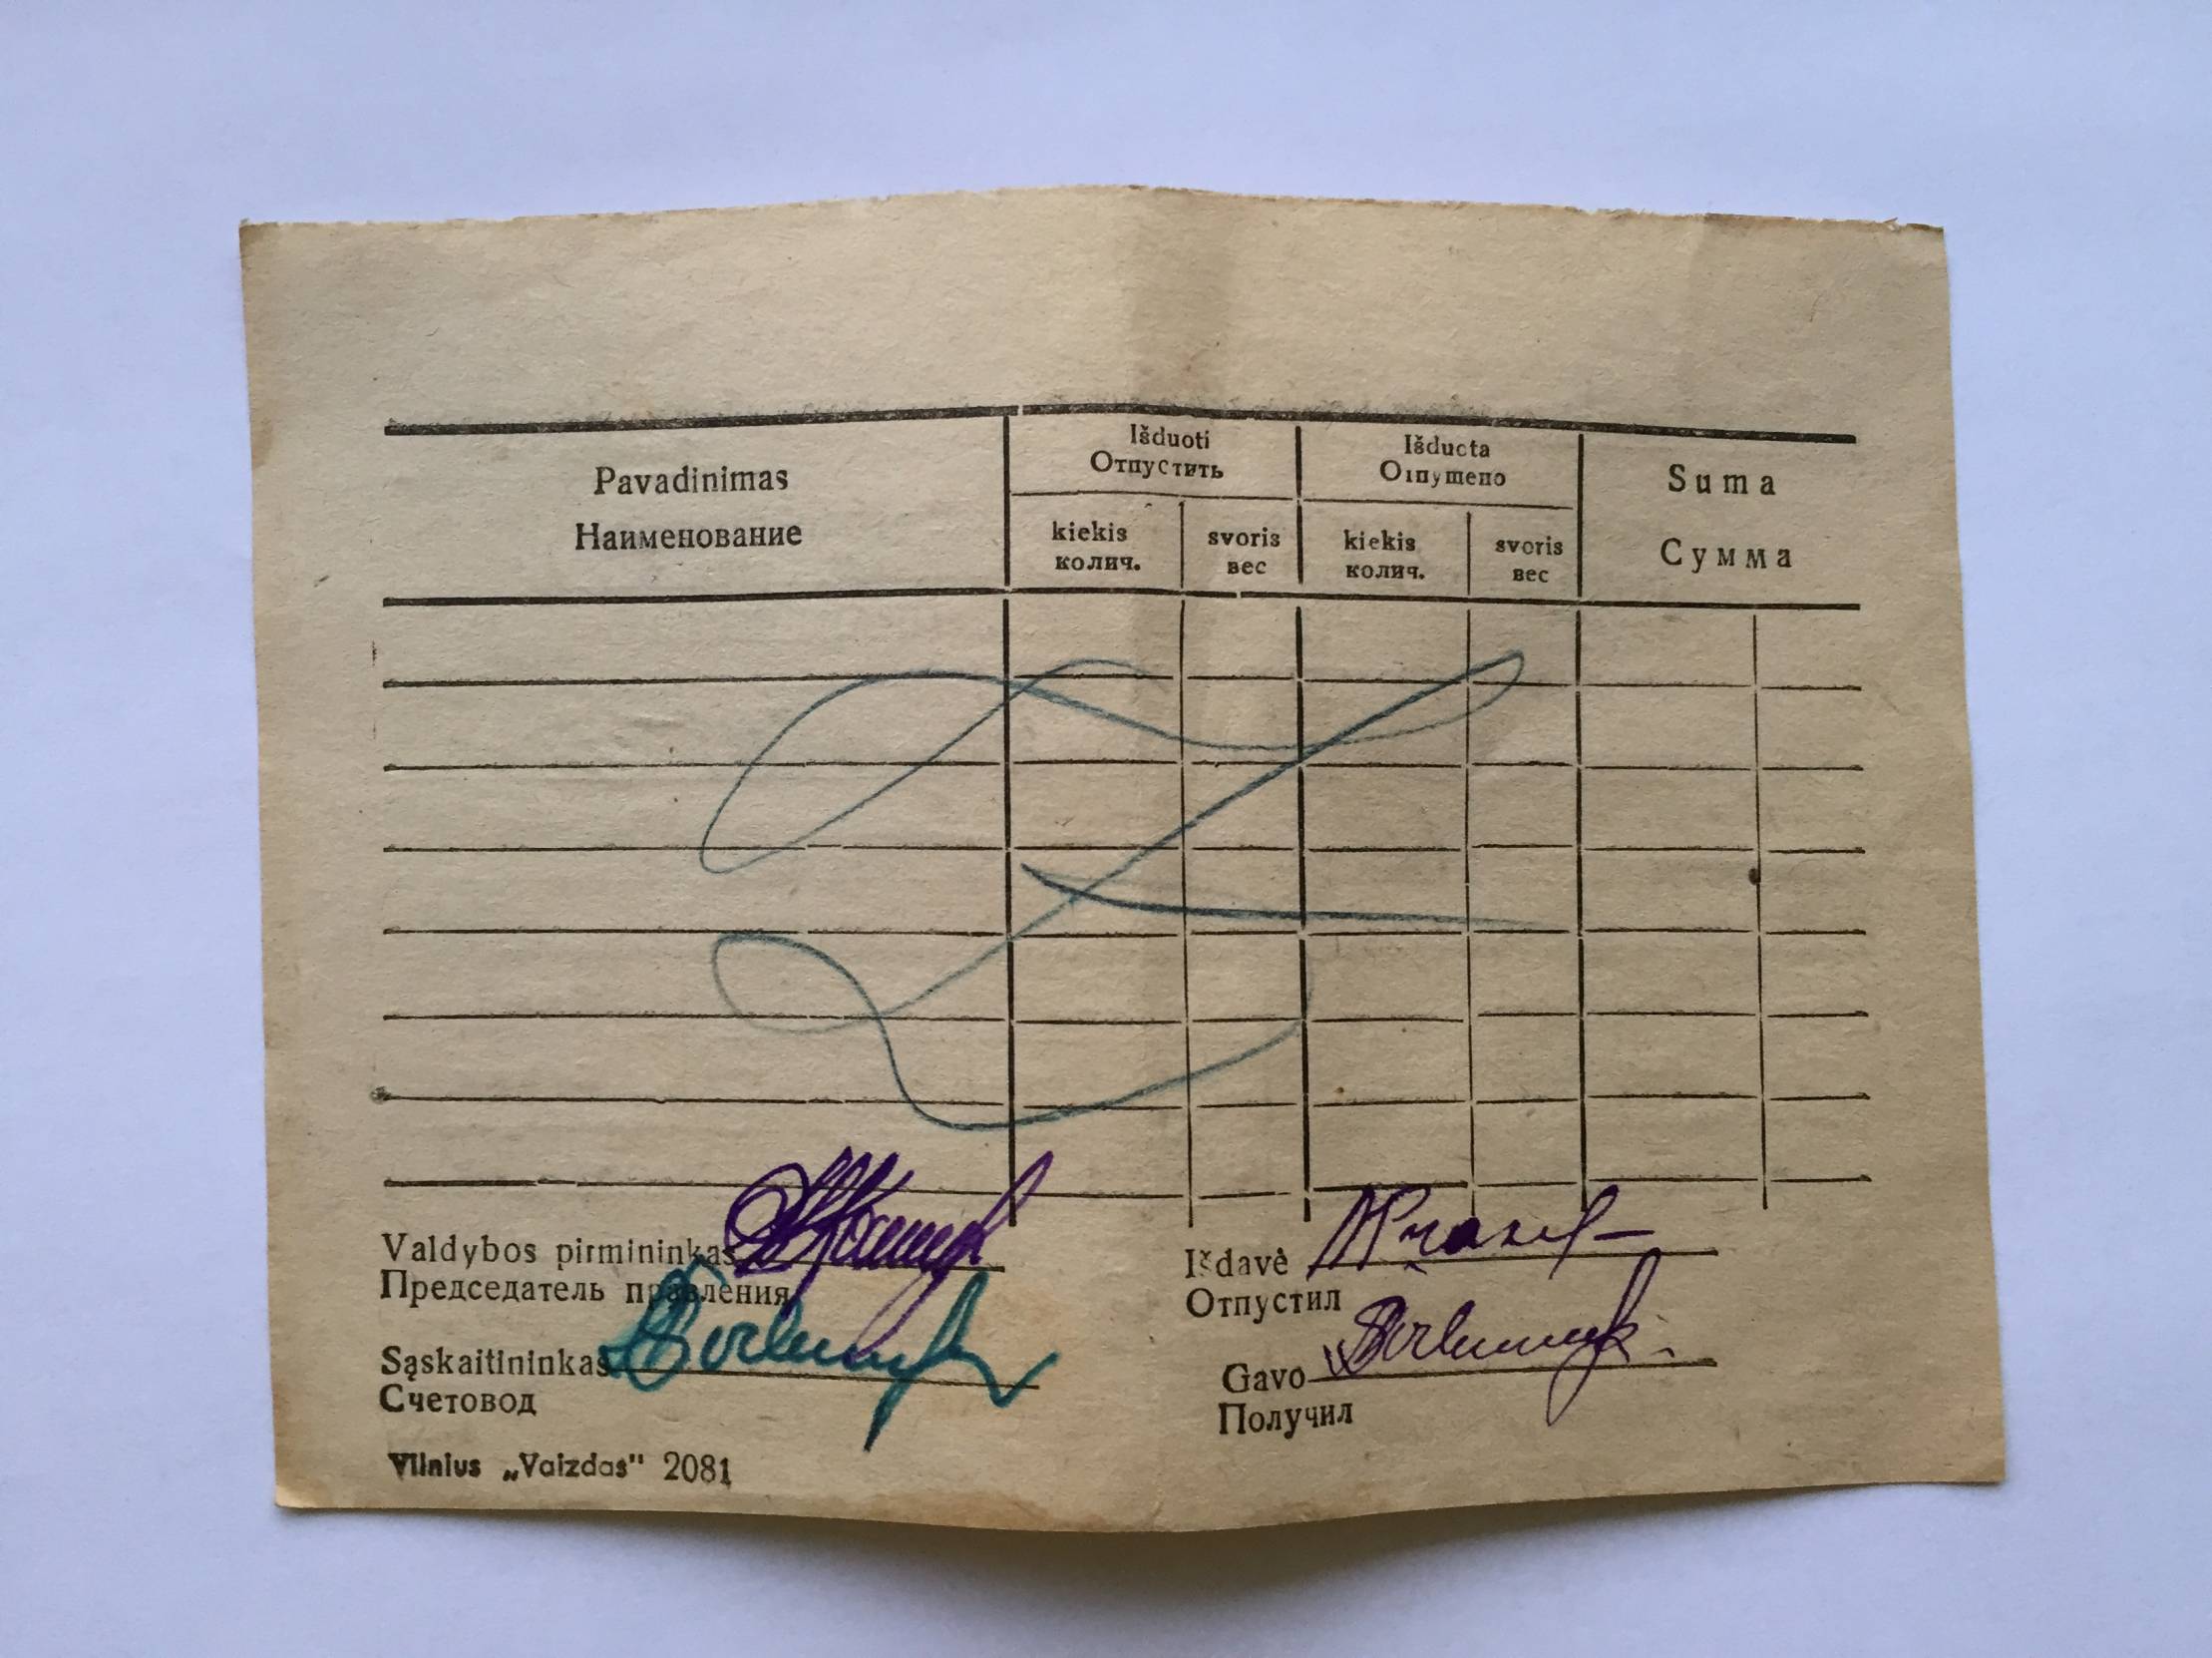 Pavadinimas
Наименование
Išduoti
Отпустить
kiekis
колич.
svoris
вес
Išducta
Отпущено
kiekis
колич.
svoris
вес
Suma
Сумма
Valdybos pirmininkas
Председатель правления
Sąskaitininkas
Счетовод
Išdavė
Отпустил
Gavo
Получил
Vilnius „Vaizdas" 2081